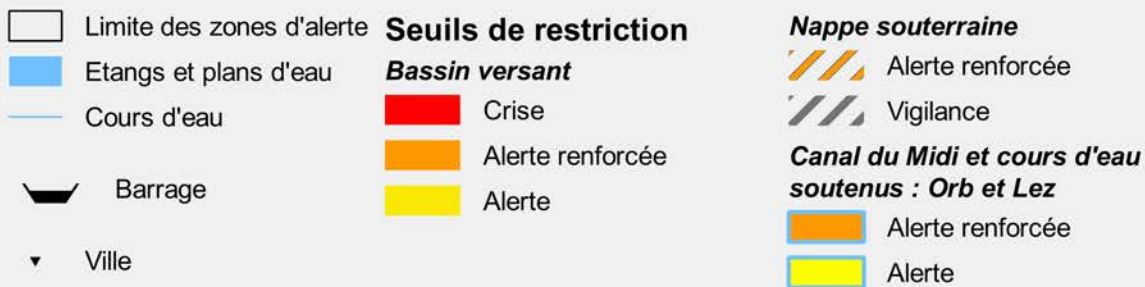 Limite des zones d'alerte
Etangs et plans d'eau
Cours d'eau
Barrage
Ville
Seuils de restriction
Bassin versant
Crise
Alerte renforcée
Alerte
Nappe souterraine
Alerte renforcée
Vigilance
Canal du Midi et cours d'eau
soutenus : Orb et Lez
Alerte renforcée
Alerte